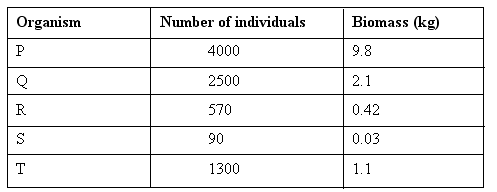 Organism Number of individuals Biomass (kg)
P 4000 9.8
Q 2500 2.1
R 570 0.42
S 90 0.03
T 1300 1.1